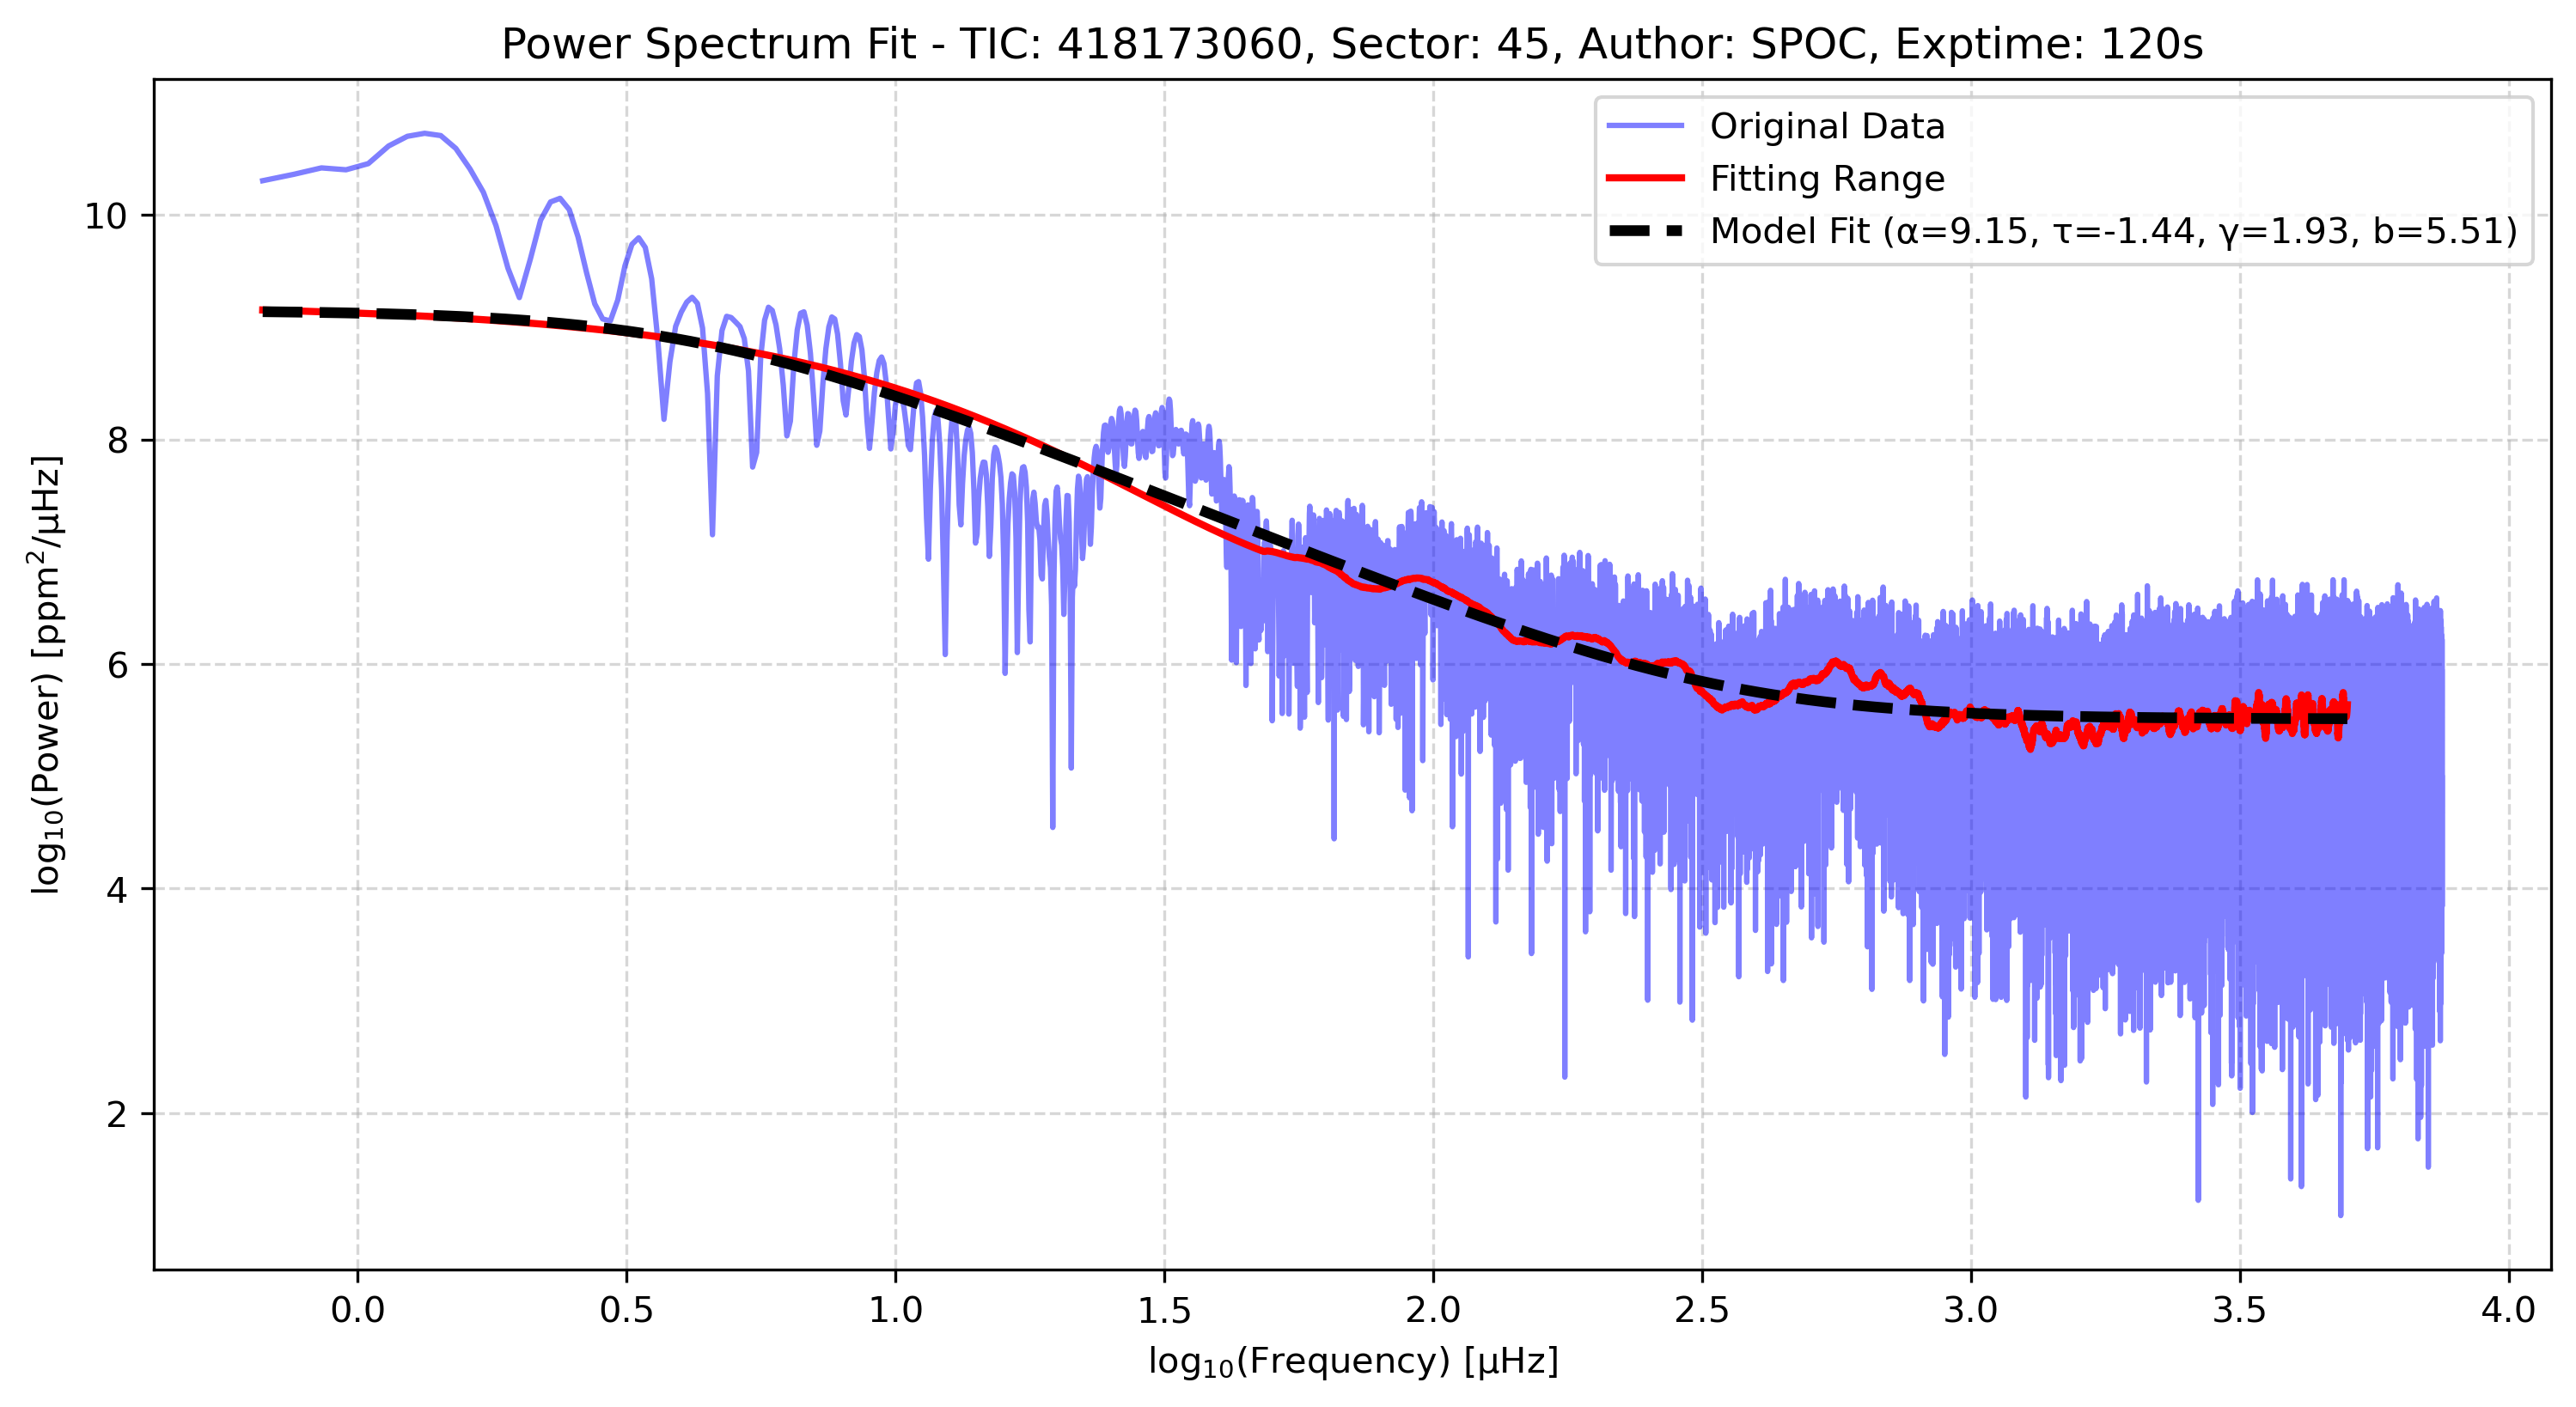 Power Spectrum Fit - TIC: 418173060, Sector: 45, Author: SPOC, Exptime: 120s
Original Data
Fitting Range
Model Fit (α=9.15, τ=-1.44, γ=1.93, b=5.51)
log₁₀(Power) [ppm²/μHz]
10
8
6
4
2
0.0 0.5 1.0 1.5 2.0 2.5 3.0 3.5 4.0
log₁₀(Frequency) [μHz]